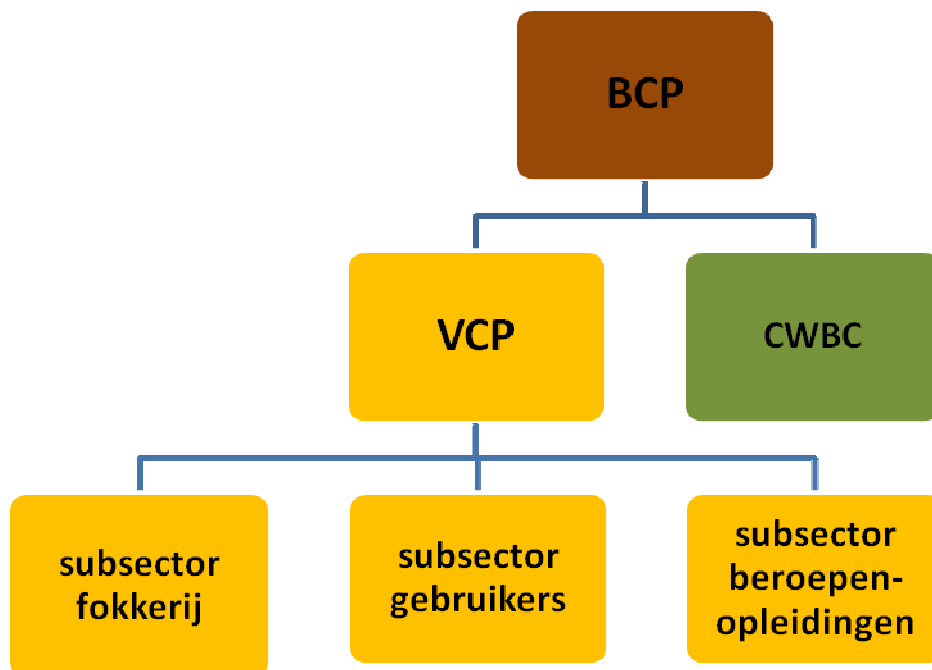 BCP
VCP
CWBC
subsector
fokkerij
subsector
gebruikers
subsector
beroepen-
opleidingen